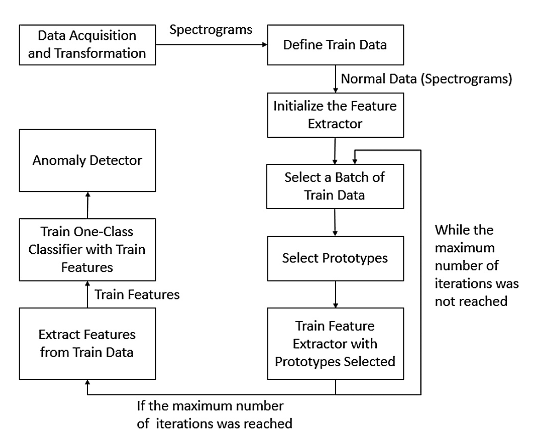 Data Acquisition
and Transformation
Spectrograms
Define Train Data
Normal Data (Spectrograms)
Initialize the Feature
Extractor
Select a Batch of
Train Data
Select Prototypes
Train Feature
Extractor with
Prototypes Selected
While the
maximum
number of
iterations was
not reached
If the maximum number
of iterations was reached
Extract Features
from Train Data
Train Features
Train One-Class
Classifier with Train
Features
Anomaly Detector